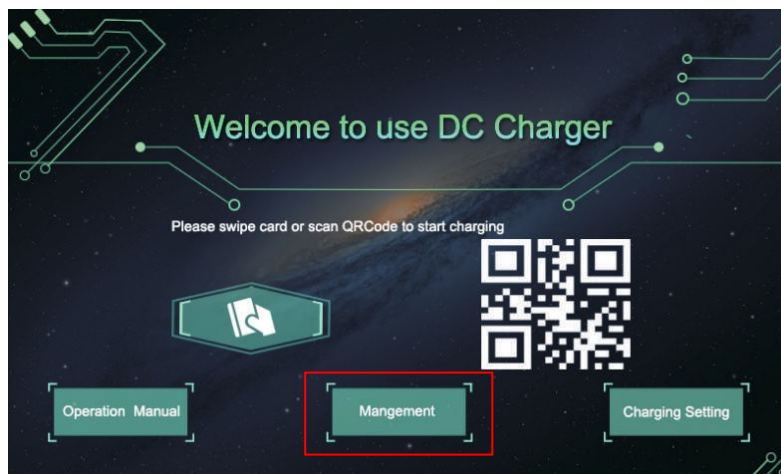 Welcome to use DC Charger
Please swipe card or scan QRCode to start charging
Operation Manual
Mangement
Charging Setting